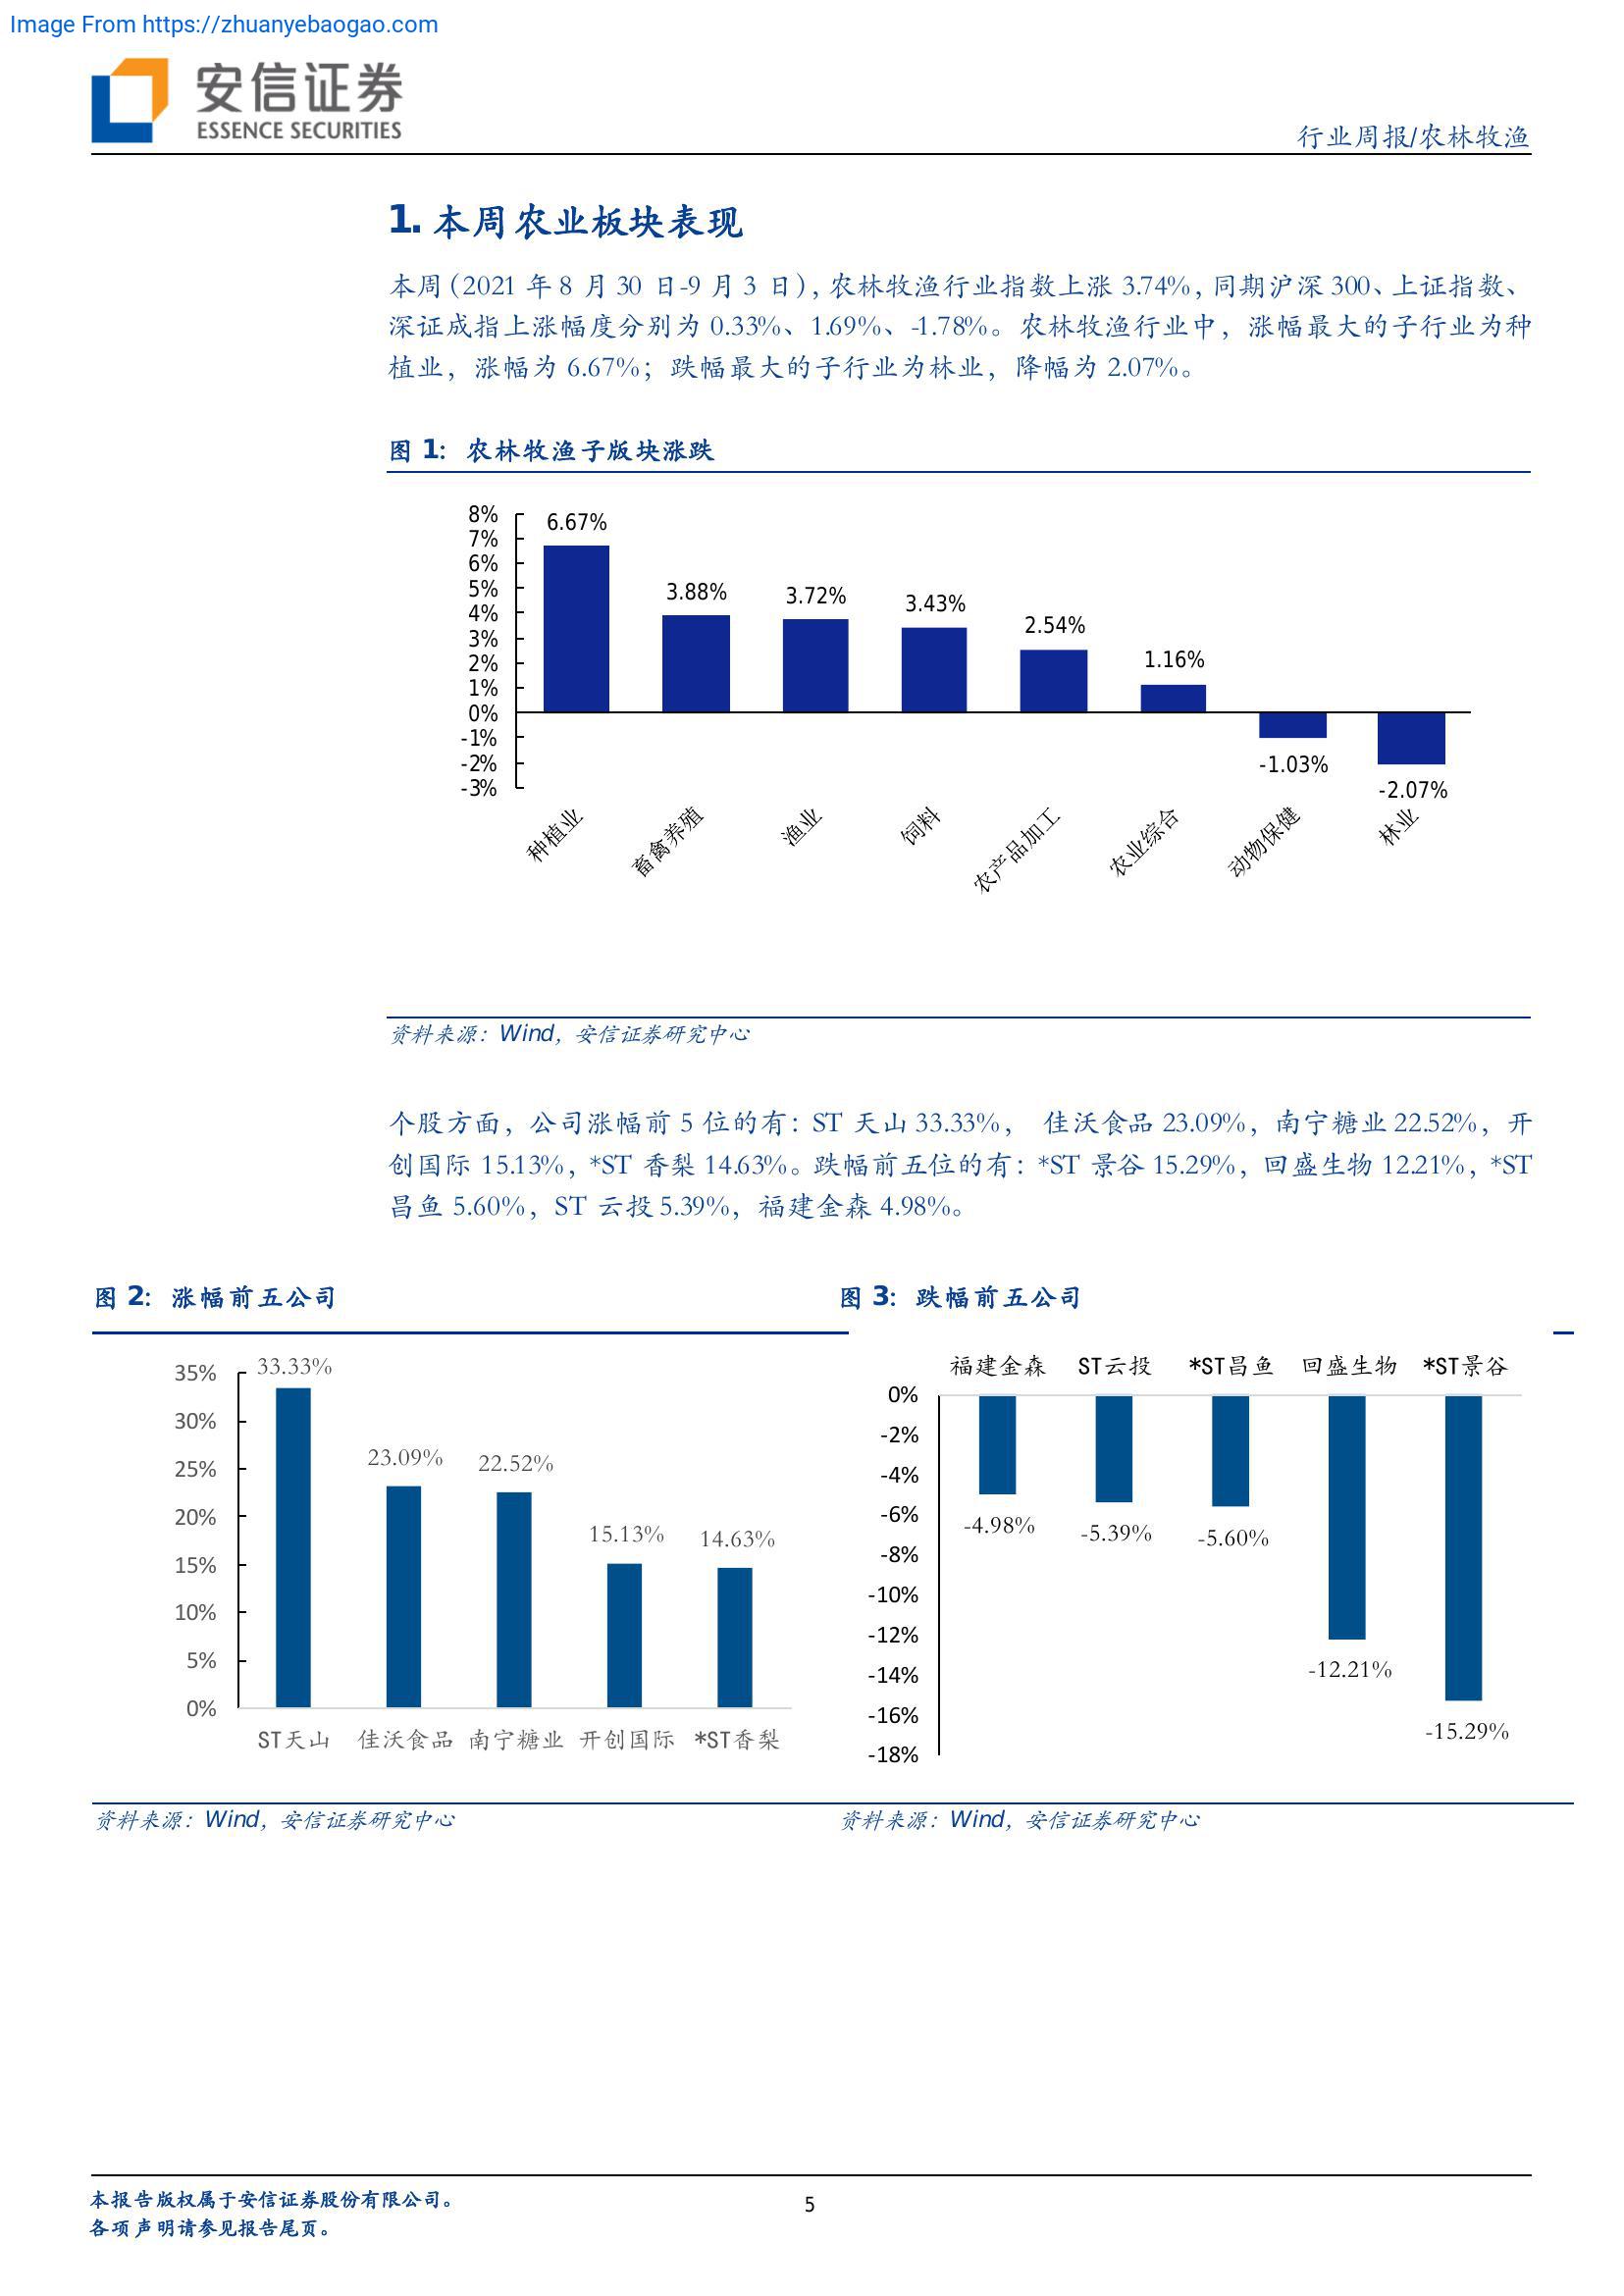 Image From https://zhuanyebaogao.com
安信证券
ESSENCE SECURITIES
行业周报/农林牧渔
1. 本周农业板块表现
本周(2021 年 8 月 30 日-9 月 3 日), 农林牧渔行业指数上涨 3.74%, 同期沪深 300、上证指数、
深证成指上涨幅度分别为 0.33%、1.69%、-1.78%。农林牧渔行业中，涨幅最大的子行业为种
植业，涨幅为 6.67%；跌幅最大的子行业为林业，降幅为 2.07%。
图 1: 农林牧渔子版块涨跌
8%
7%
6%
5%
4%
3%
2%
1%
0%
-1%
-2%
-3%
6.67%
3.88%
3.72%
3.43%
2.54%
1.16%
-1.03%
-2.07%
种植业
畜禽养殖
渔业
饲料
农产品加工
农业综合
动物保健
林业
资料来源：Wind，安信证券研究中心
个股方面，公司涨幅前 5 位的有：ST 天山 33.33%， 佳沃食品 23.09%，南宁糖业 22.52%，开
创国际 15.13%，*ST 香梨 14.63%。跌幅前五位的有：*ST 景谷 15.29%，回盛生物 12.21%，*ST
昌鱼 5.60%，ST 云投 5.39%，福建金森 4.98%。
图 2: 涨幅前五公司
35%
30%
25%
20%
15%
10%
5%
0%
33.33%
23.09%
22.52%
15.13%
14.63%
ST天山 佳沃食品 南宁糖业 开创国际 *ST香梨
资料来源：Wind，安信证券研究中心
图 3: 跌幅前五公司
福建金森 ST云投 *ST昌鱼 回盛生物 *ST景谷
0%
-2%
-4%
-6%
-8%
-10%
-12%
-14%
-16%
-18%
-4.98%
-5.39%
-5.60%
-12.21%
-15.29%
资料来源：Wind，安信证券研究中心
本报告版权属于安信证券股份有限公司。
各项声明请参见报告尾页。
5